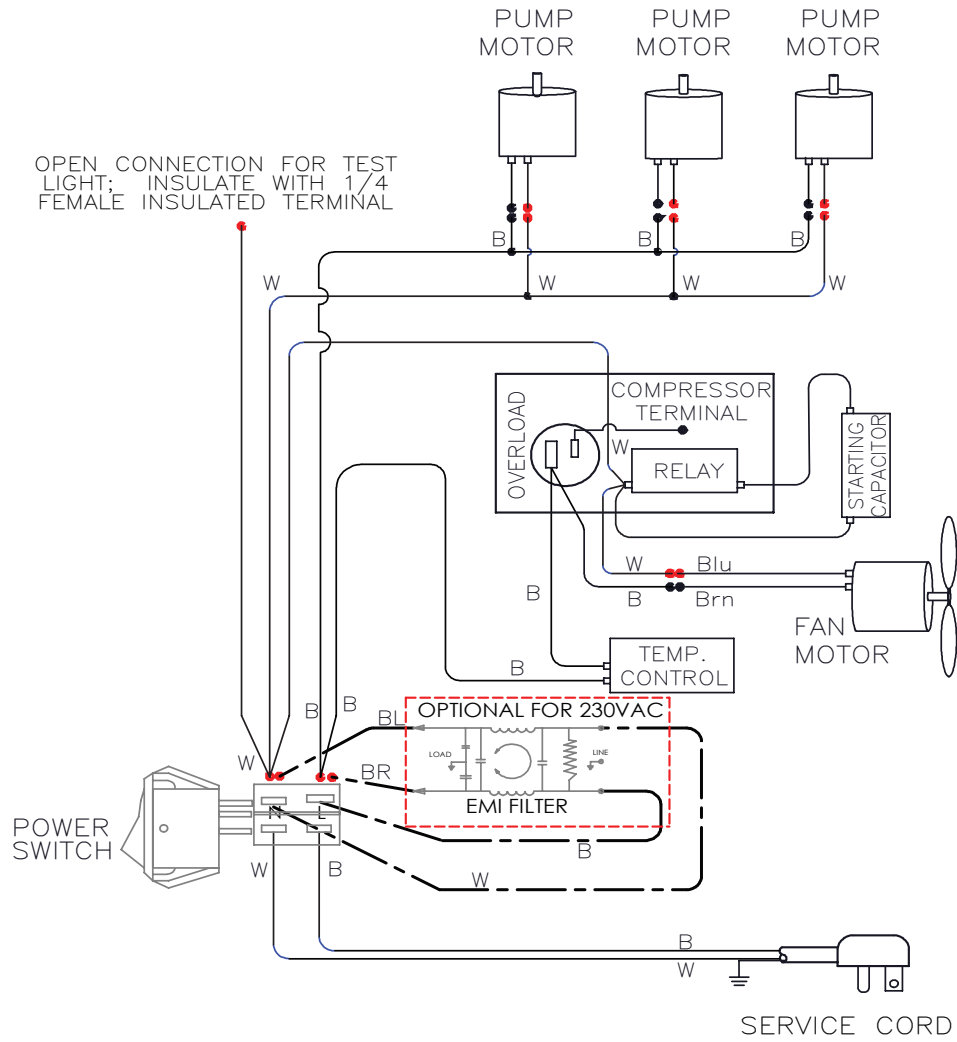 PUMP
MOTOR
PUMP
MOTOR
PUMP
MOTOR
OPEN CONNECTION FOR TEST
LIGHT; INSULATE WITH 1/4
FEMALE INSULATED TERMINAL
B
B
B
W
W
W
W
OVERLOAD
COMPRESSOR
TERMINAL
W
RELAY
STARTING
CAPACITOR
W
Blu
B
B
Brn
FAN
MOTOR
TEMP.
CONTROL
B
B
B
OPTIONAL FOR 230VAC
BL
LOAD
LINE
W
BR
EMI FILTER
N
L
POWER
SWITCH
B
W
B
W
B
W
SERVICE CORD